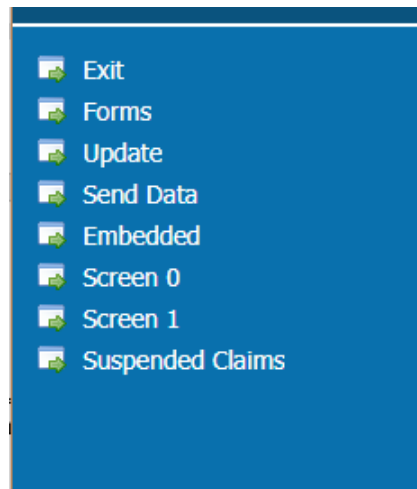 Exit
Forms
Update
Send Data
Embedded
Screen 0
Screen 1
Suspended Claims